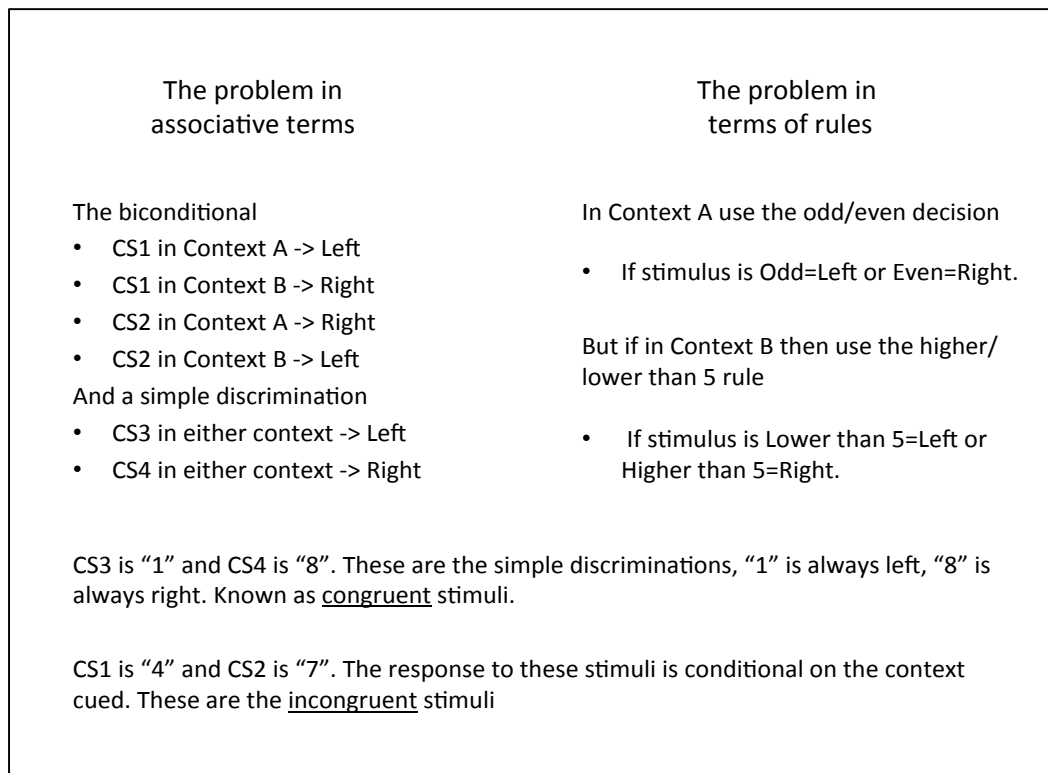 The problem in
associative terms
The biconditional
• CS1 in Context A -> Left
• CS1 in Context B -> Right
• CS2 in Context A -> Right
• CS2 in Context B -> Left
And a simple discrimination
• CS3 in either context -> Left
• CS4 in either context -> Right
The problem in
terms of rules
In Context A use the odd/even decision
• If stimulus is Odd=Left or Even=Right.
But if in Context B then use the higher/
lower than 5 rule
• If stimulus is Lower than 5=Left or
Higher than 5=Right.
CS3 is “1” and CS4 is “8”. These are the simple discriminations, “1” is always left, “8” is
always right. Known as congruent stimuli.
CS1 is “4” and CS2 is “7”. The response to these stimuli is conditional on the context
cued. These are the incongruent stimuli